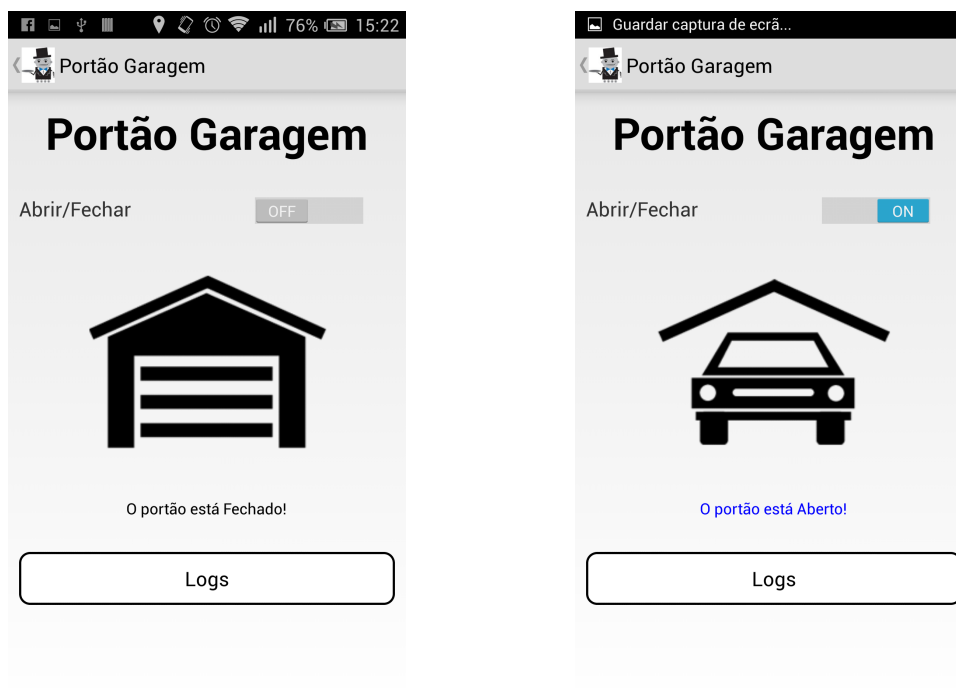 76% 15:22
Portão Garagem
Portão Garagem
Abrir/Fechar OFF
O portão está Fechado!
Logs
Guardar captura de ecrã...
Portão Garagem
Portão Garagem
Abrir/Fechar ON
O portão está Aberto!
Logs